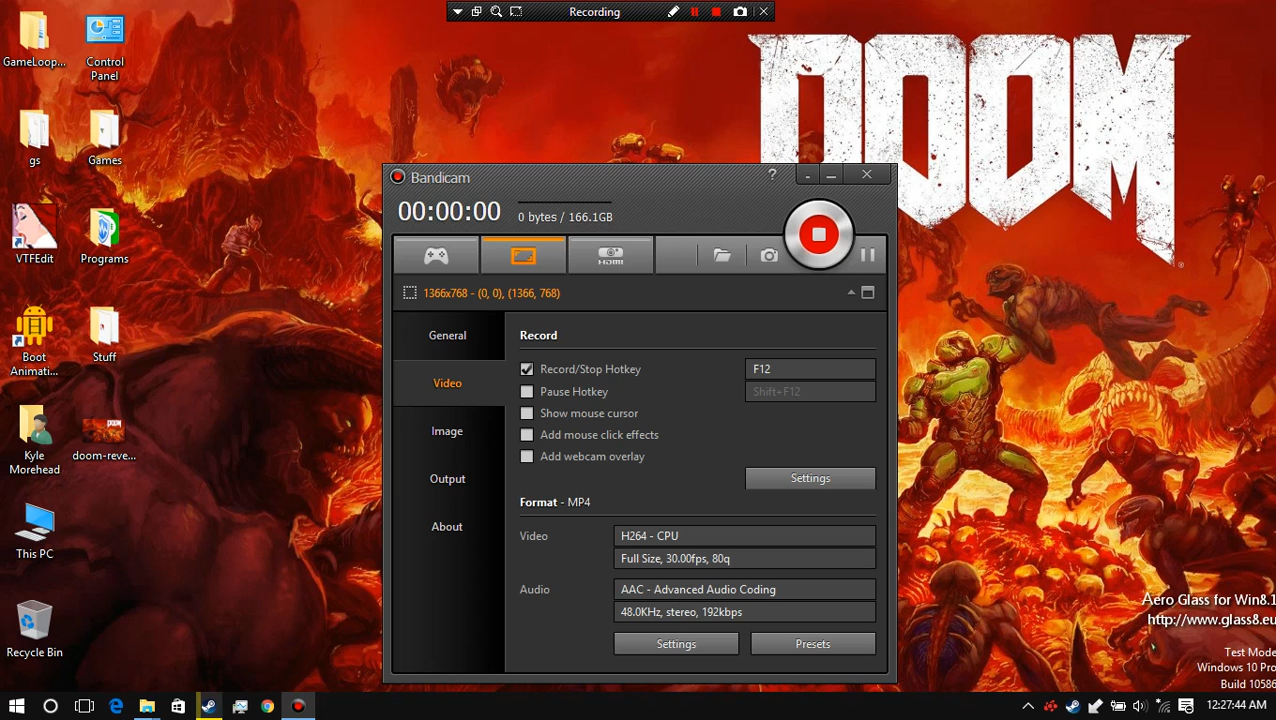 Recording
GameLoop...
Control
Panel
DOOM
®
gs
Games
VTFEdit
Programs
Boot
Animati...
Stuff
Kyle
Morehead
doom-reve...
This PC
Recycle Bin
Bandicam
?
00:00:00
0 bytes / 166.1GB
HDMI
1366x768 - (0, 0), (1366, 768)
General
Video
Image
Output
About
Record
Record/Stop Hotkey
F12
Pause Hotkey
Shift+F12
Show mouse cursor
Add mouse click effects
Add webcam overlay
Settings
Format - MP4
Video
H264 - CPU
Full Size, 30.00fps, 80q
Audio
AAC - Advanced Audio Coding
48.0KHz, stereo, 192kbps
Settings
Presets
Aero Glass for Win8.1
http://www.glass8.eu
Test Mode
Windows 10 Pro
Build 10586
12:27:44 AM